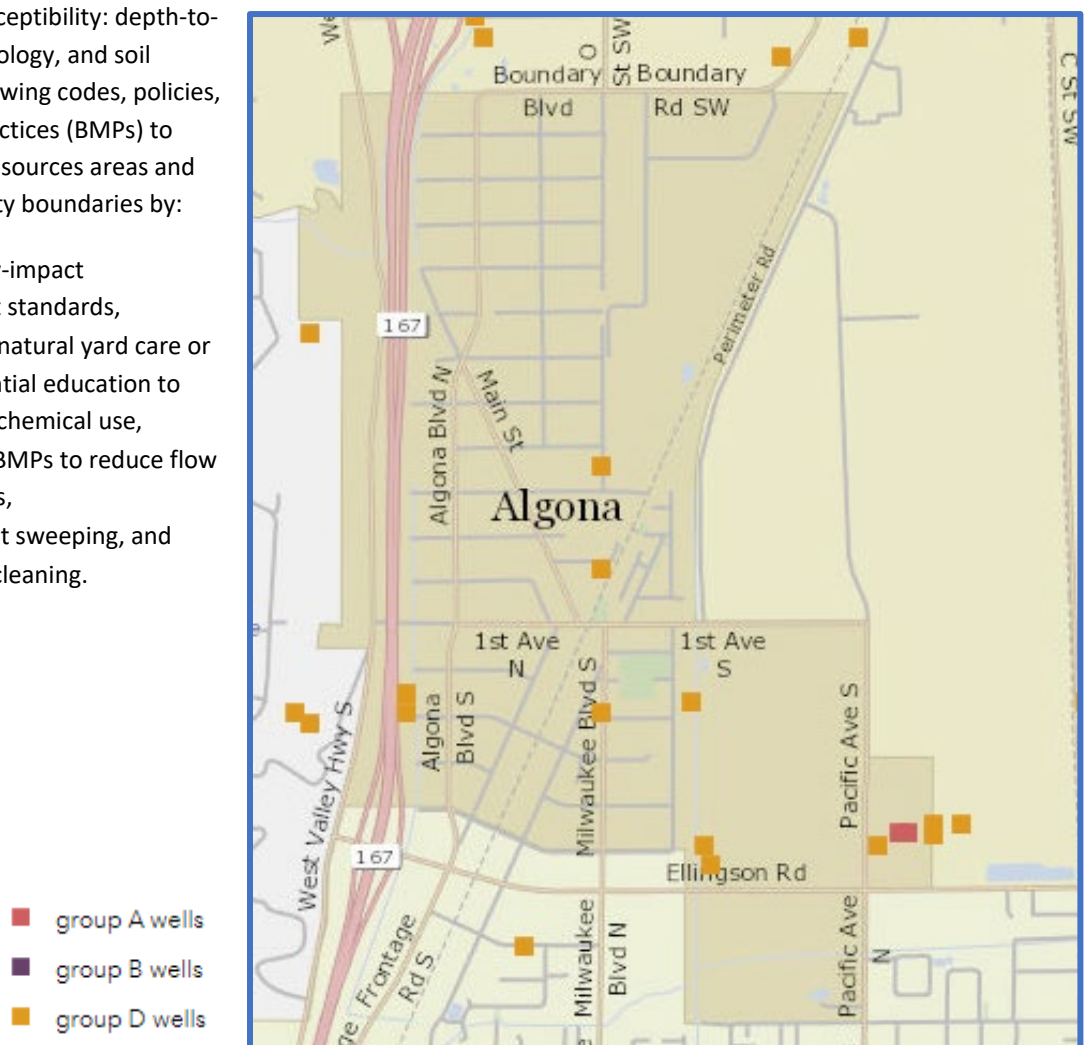 ceptibility: depth-to-
ology, and soil
wing codes, policies,
ctices (BMPs) to
sources areas and
ty boundaries by:
-impact
t standards,
natural yard care or
tial education to
chemical use,
BMPs to reduce flow
s,
t sweeping, and
cleaning.
group A wells
group B wells
group D wells
We
O
St SW
Boundary
Blvd
Boundary
Rd SW
C St SW
167
Perimeter Rd
Algona Blvd N
Main St
Algona
1st Ave
N
1st Ave
S
Algona
Blvd S
Milwaukee Blvd S
Pacific Ave S
West Valley Hwy S
167
Ellingson Rd
Frontage
Rd S
ge
Milwaukee
Blvd N
e
Pacific Ave
N
e